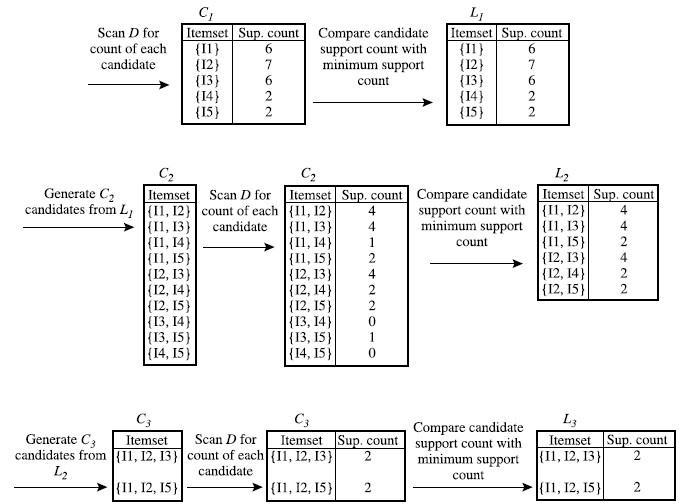 C1
L1
Scan D for
count of each
candidate
Itemset Sup. count
{I1} 6
{I2} 7
{I3} 6
{I4} 2
{I5} 2
Compare candidate
support count with
minimum support
count
Itemset Sup. count
{I1} 6
{I2} 7
{I3} 6
{I4} 2
{I5} 2
Generate C2
candidates from L1
C2
Itemset
{I1, I2}
{I1, I3}
{I1, I4}
{I1, I5}
{I2, I3}
{I2, I4}
{I2, I5}
{I3, I4}
{I3, I5}
{I4, I5}
Scan D for
count of each
candidate
C2
Itemset Sup. count
{I1, I2} 4
{I1, I3} 4
{I1, I4} 1
{I1, I5} 2
{I2, I3} 4
{I2, I4} 2
{I2, I5} 2
{I3, I4} 0
{I3, I5} 1
{I4, I5} 0
Compare candidate
support count with
minimum support
count
L2
Itemset Sup. count
{I1, I2} 4
{I1, I3} 4
{I1, I5} 2
{I2, I3} 4
{I2, I4} 2
{I2, I5} 2
Generate C3
candidates from
L2
C3
Itemset
{I1, I2, I3}
{I1, I2, I5}
Scan D for
count of each
candidate
C3
Itemset Sup. count
{I1, I2, I3} 2
{I1, I2, I5} 2
Compare candidate
support count with
minimum support
count
L3
Itemset Sup. count
{I1, I2, I3} 2
{I1, I2, I5} 2